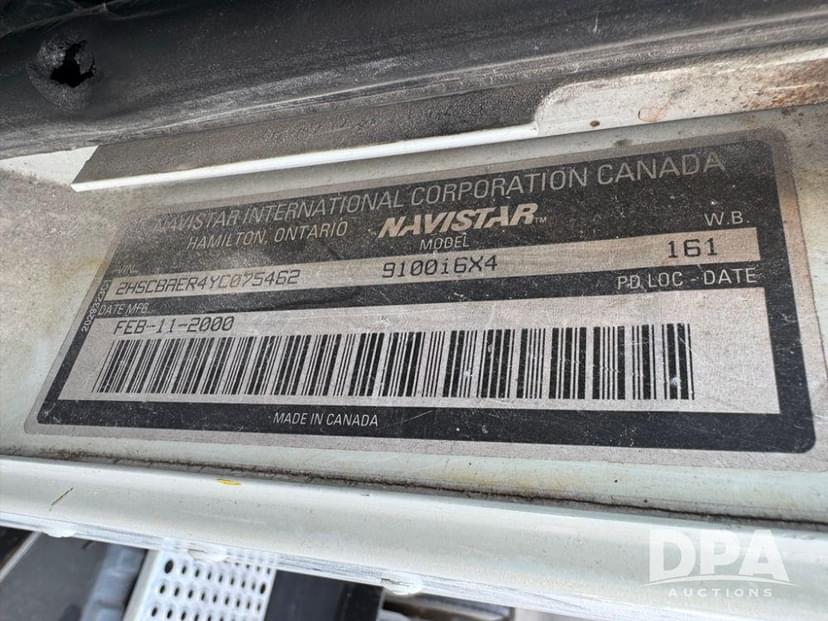 NAVISTAR INTERNATIONAL CORPORATION CANADA
HAMILTON, ONTARIO NAVISTAR™
VIN MODEL W.B.
2HSCBAER4YC075462 9100i6X4 161
DATE MFG. PD LOC - DATE
FEB-11-2000
MADE IN CANADA
DPA
AUCTIONS